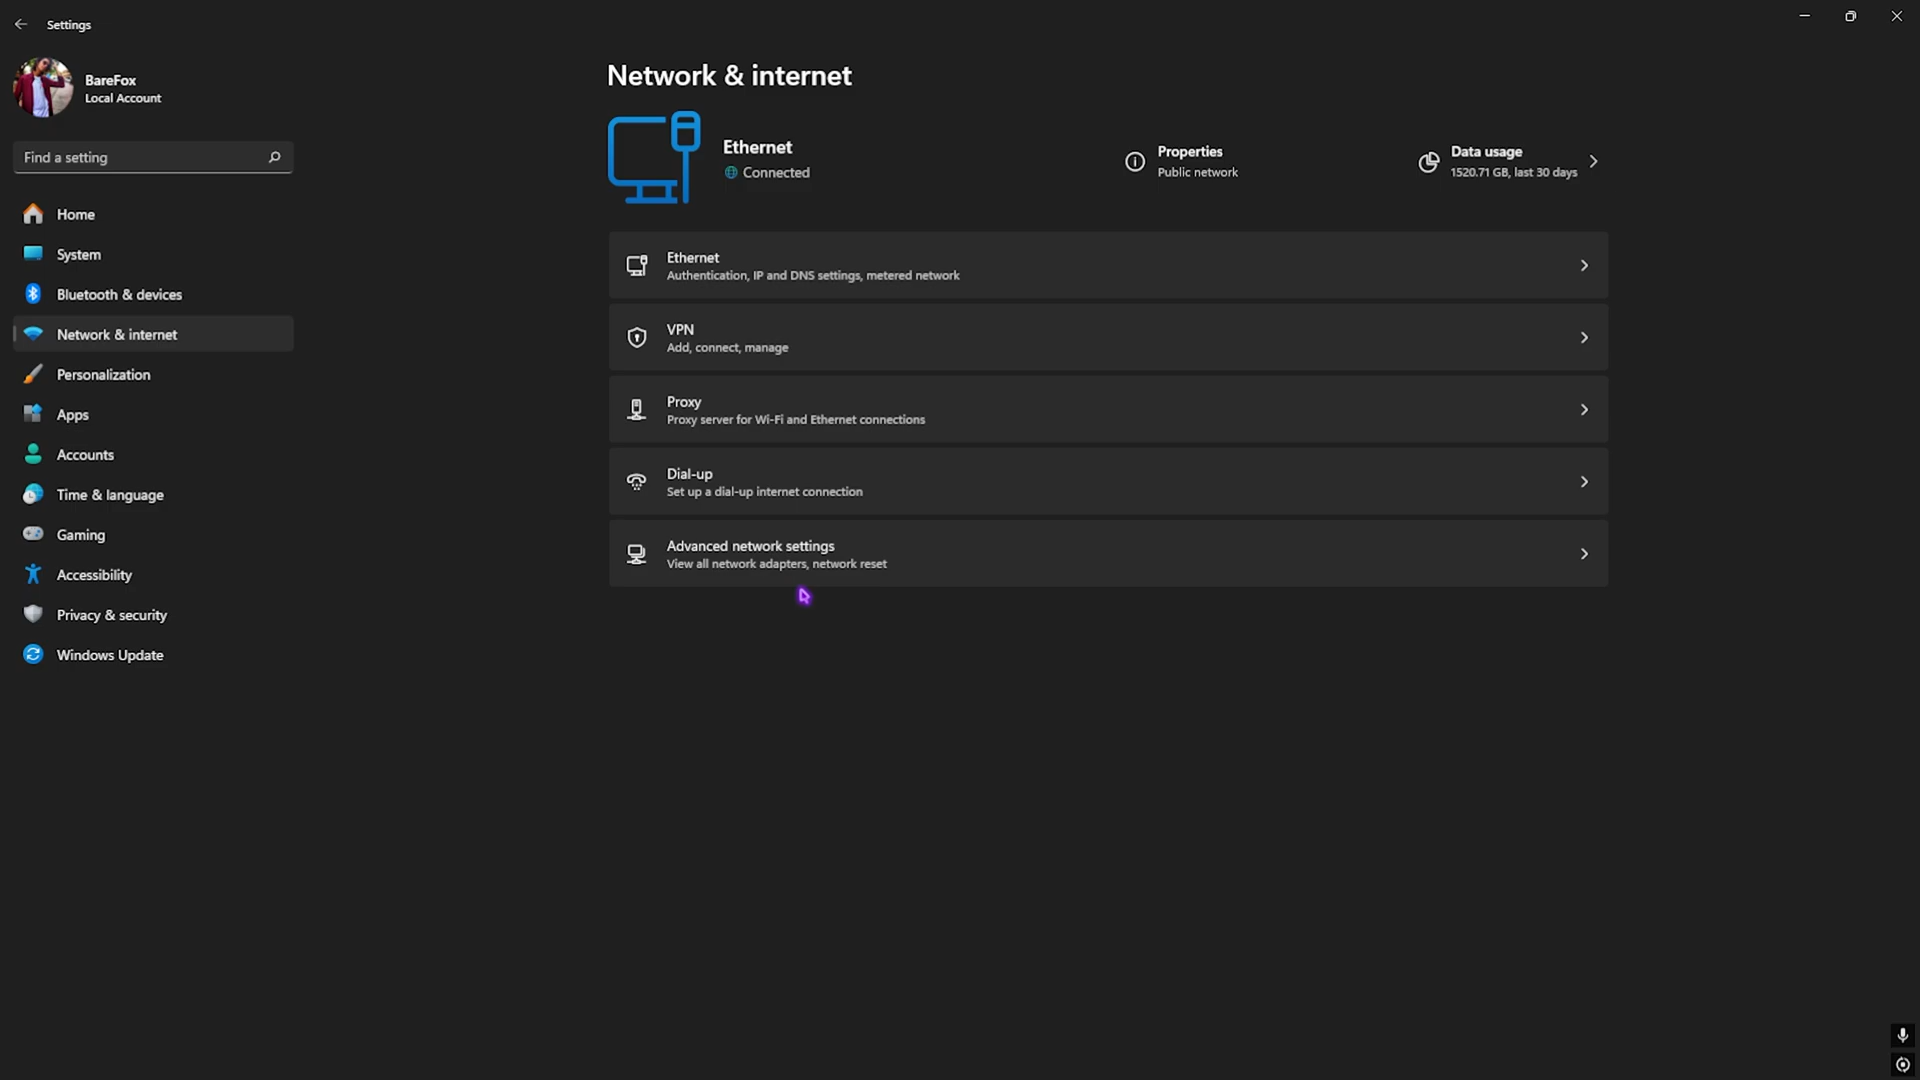 Settings
BareFox
Local Account
Find a setting
Home
System
Bluetooth & devices
Network & internet
Personalization
Apps
Accounts
Time & language
Gaming
Accessibility
Privacy & security
Windows Update
Network & internet
Ethernet
Connected
Properties
Public network
Data usage
1520.71 GB, last 30 days
Ethernet
Authentication, IP and DNS settings, metered network
VPN
Add, connect, manage
Proxy
Proxy server for Wi-Fi and Ethernet connections
Dial-up
Set up a dial-up internet connection
Advanced network settings
View all network adapters, network reset